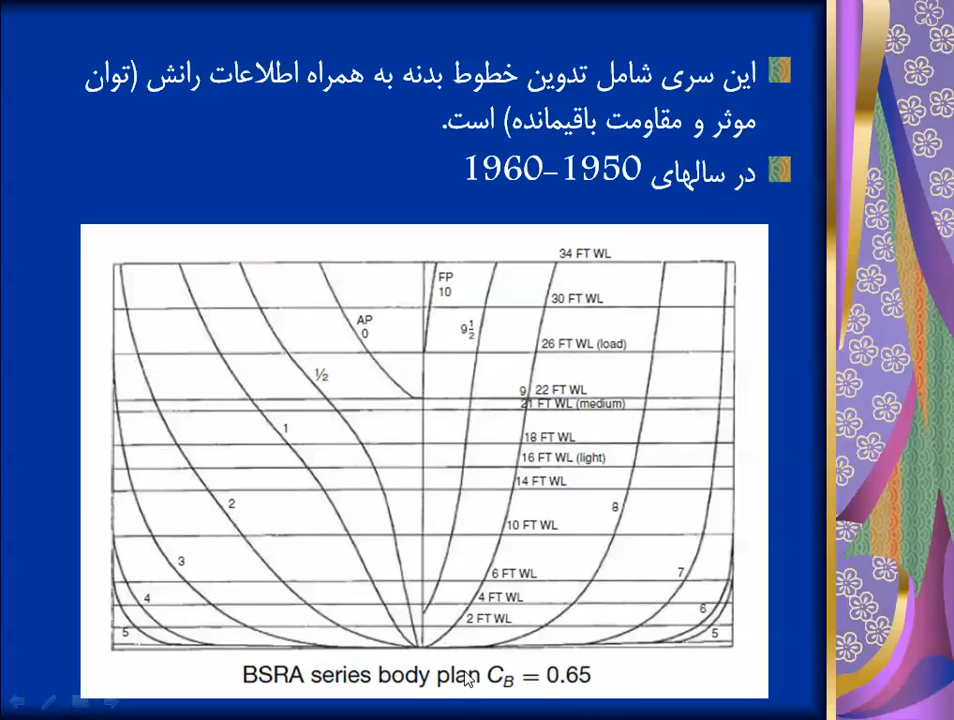 این سری شامل تدوین خطوط بدنه به همراه اطلاعات رانش (توان
موثر و مقاومت باقیمانده) است.
در سالهای 1950-1960
34 FT WL
FP
10
30 FT WL
AP
0
9½
26 FT WL (load)
½
9
22 FT WL
21 FT WL (medium)
1
18 FT WL
16 FT WL (light)
14 FT WL
2
8
10 FT WL
3
6 FT WL
7
4
4 FT WL
6
5
2 FT WL
5
BSRA series body plan C_B = 0.65